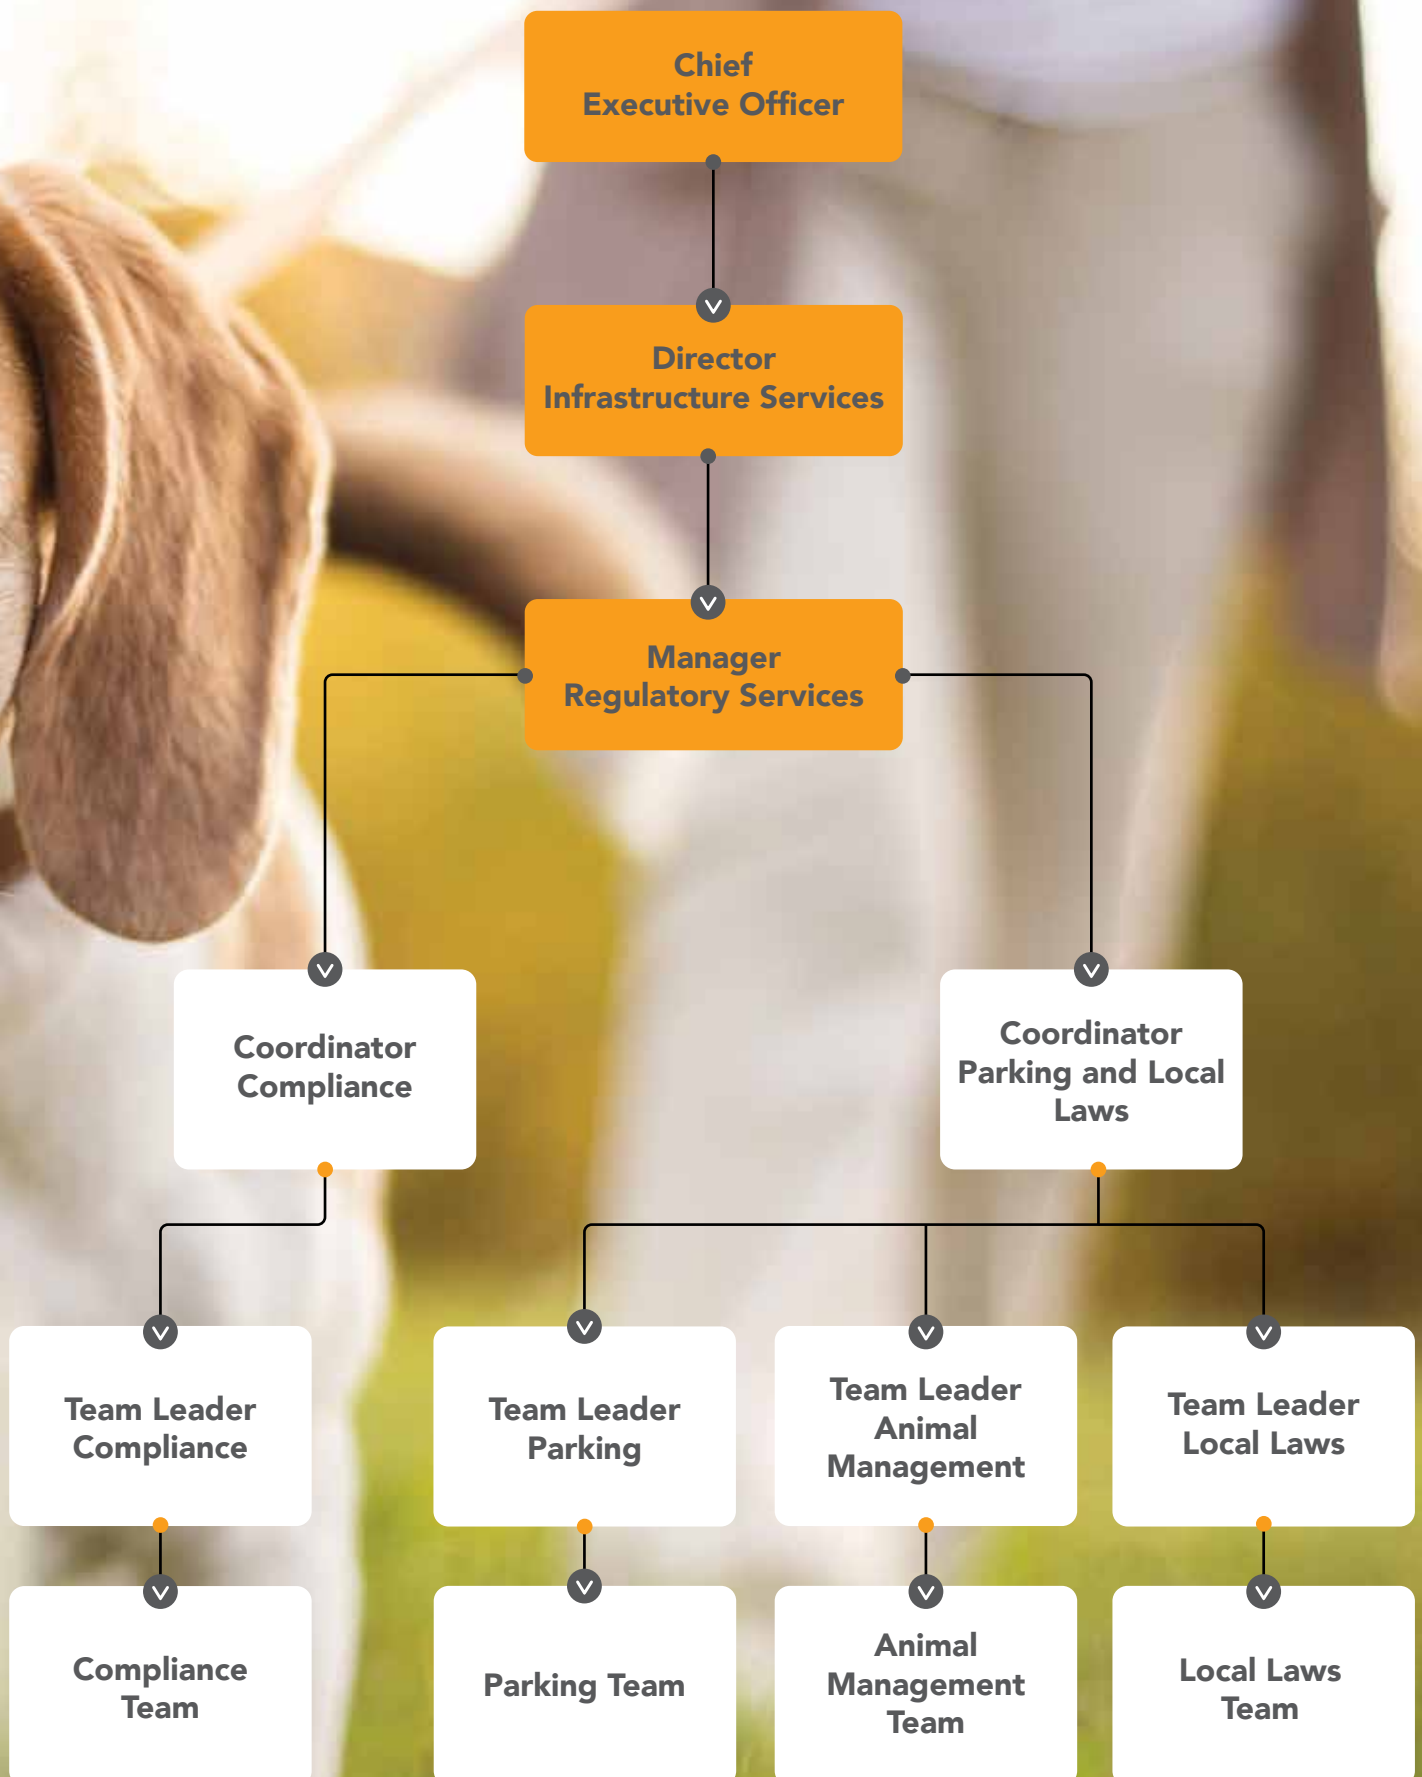 Chief
Executive Officer
Director
Infrastructure Services
Manager
Regulatory Services
Coordinator
Compliance
Coordinator
Parking and Local
Laws
Team Leader
Compliance
Team Leader
Parking
Team Leader
Animal
Management
Team Leader
Local Laws
Compliance
Team
Parking Team
Animal
Management
Team
Local Laws
Team